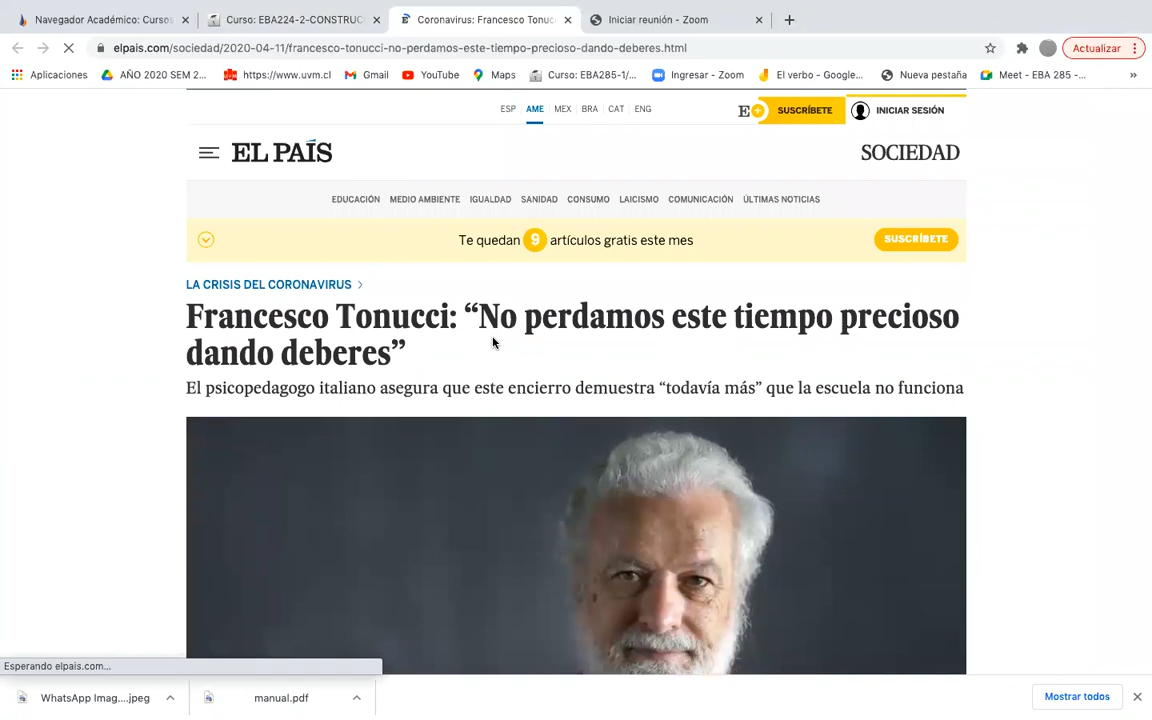 Navegador Académico: Cursos
Curso: EBA224-2-CONSTRUC
Coronavirus: Francesco Tonucc
Iniciar reunión - Zoom
elpais.com/sociedad/2020-04-11/francesco-tonucci-no-perdamos-este-tiempo-precioso-dando-deberes.html
Actualizar
Aplicaciones
AÑO 2020 SEM 2...
https://www.uvm.cl
Gmail
YouTube
Maps
Curso: EBA285-1/...
Ingresar - Zoom
El verbo - Google...
Nueva pestaña
Meet - EBA 285 -...
»
ESP AME MEX BRA CAT ENG
E+ SUSCRÍBETE
INICIAR SESIÓN
EL PAÍS
SOCIEDAD
EDUCACIÓN MEDIO AMBIENTE IGUALDAD SANIDAD CONSUMO LAICISMO COMUNICACIÓN ÚLTIMAS NOTICIAS
Te quedan 9 artículos gratis este mes
SUSCRÍBETE
LA CRISIS DEL CORONAVIRUS >
Francesco Tonucci: “No perdamos este tiempo precioso
dando deberes”
El psicopedagogo italiano asegura que este encierro demuestra “todavía más” que la escuela no funciona
Esperando elpais.com...
WhatsApp Imag....jpeg
manual.pdf
Mostrar todos